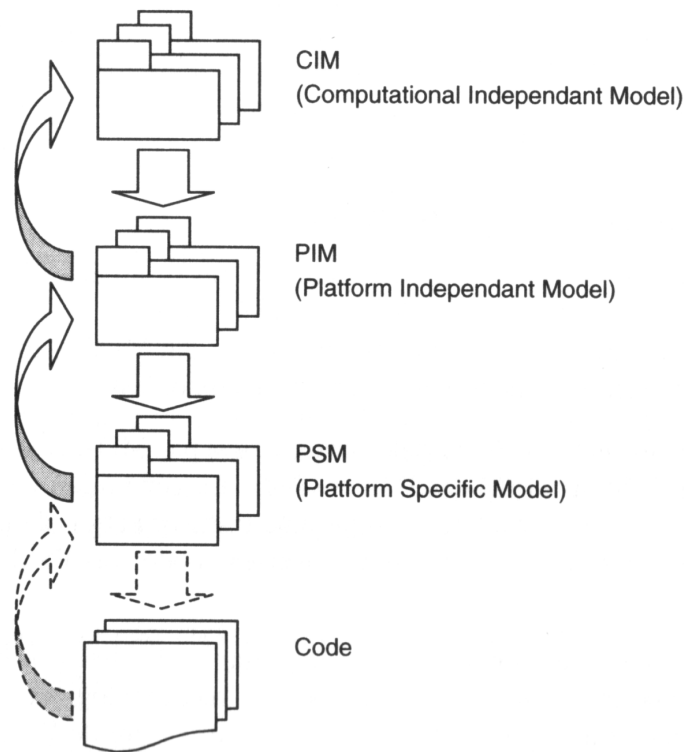 CIM
(Computational Independant Model)
PIM
(Platform Independant Model)
PSM
(Platform Specific Model)
Code